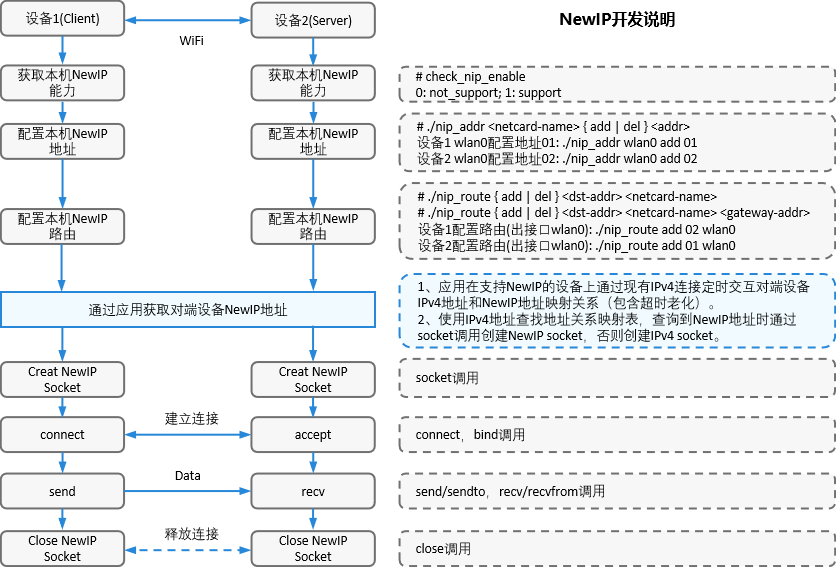 设备1(Client)
WiFi
设备2(Server)
NewIP开发说明
获取本机NewIP
能力
获取本机NewIP
能力
# check_nip_enable
0: not_support; 1: support
配置本机NewIP
地址
配置本机NewIP
地址
# ./nip_addr <netcard-name> { add | del } <addr>
设备1 wlan0配置地址01: ./nip_addr wlan0 add 01
设备2 wlan0配置地址02: ./nip_addr wlan0 add 02
配置本机NewIP
路由
配置本机NewIP
路由
# ./nip_route { add | del } <dst-addr> <netcard-name>
# ./nip_route { add | del } <dst-addr> <netcard-name> <gateway-addr>
设备1配置路由(出接口wlan0): ./nip_route add 02 wlan0
设备2配置路由(出接口wlan0): ./nip_route add 01 wlan0
通过应用获取对端设备NewIP地址
1、应用在支持NewIP的设备上通过现有IPv4连接定时交互对端设备
IPv4地址和NewIP地址映射关系（包含超时老化）。
2、使用IPv4地址查找地址关系映射表，查询到NewIP地址时通过
socket调用创建NewIP socket，否则创建IPv4 socket。
Creat NewIP
Socket
Creat NewIP
Socket
socket调用
connect
建立连接
accept
connect，bind调用
send
Data
recv
send/sendto，recv/recvfrom调用
Close NewIP
Socket
释放连接
Close NewIP
Socket
close调用